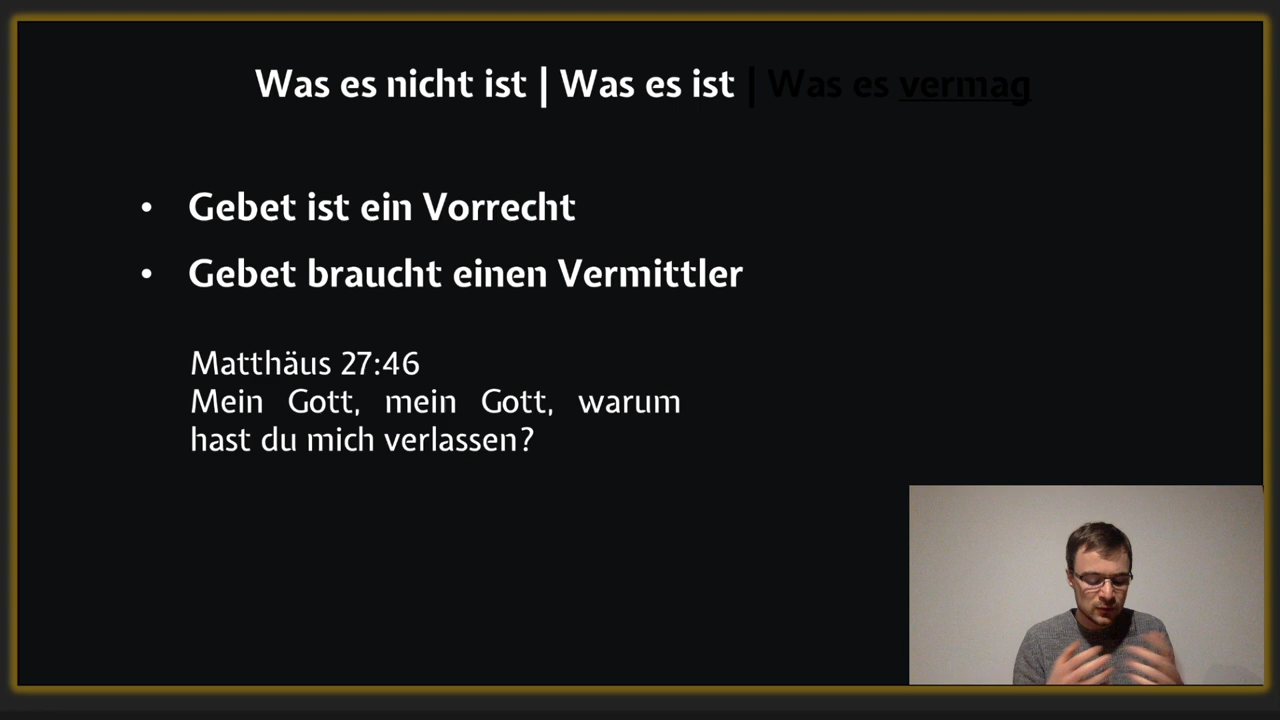 Was es nicht ist | Was es ist | Was es vermag
• Gebet ist ein Vorrecht
• Gebet braucht einen Vermittler
Matthäus 27:46
Mein Gott, mein Gott, warum
hast du mich verlassen?